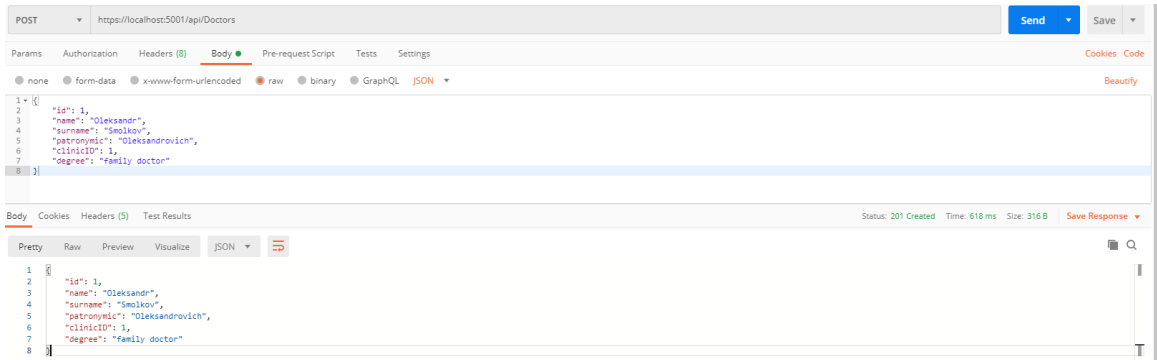 POST https://localhost:5001/api/Doctors Send Save
Params Authorization Headers (8) Body Pre-request Script Tests Settings Cookies Code
none form-data x-www-form-urlencoded raw binary GraphQL JSON Beautify
1 {
2 "id": 1,
3 "name": "Oleksandr",
4 "surname": "Smolkov",
5 "patronymic": "Oleksandrovich",
6 "clinicID": 1,
7 "degree": "family doctor"
8 }
Body Cookies Headers (5) Test Results Status: 201 Created Time: 618 ms Size: 316 B Save Response
Pretty Raw Preview Visualize JSON
1 {
2 "id": 1,
3 "name": "Oleksandr",
4 "surname": "Smolkov",
5 "patronymic": "Oleksandrovich",
6 "clinicID": 1,
7 "degree": "family doctor"
8 }